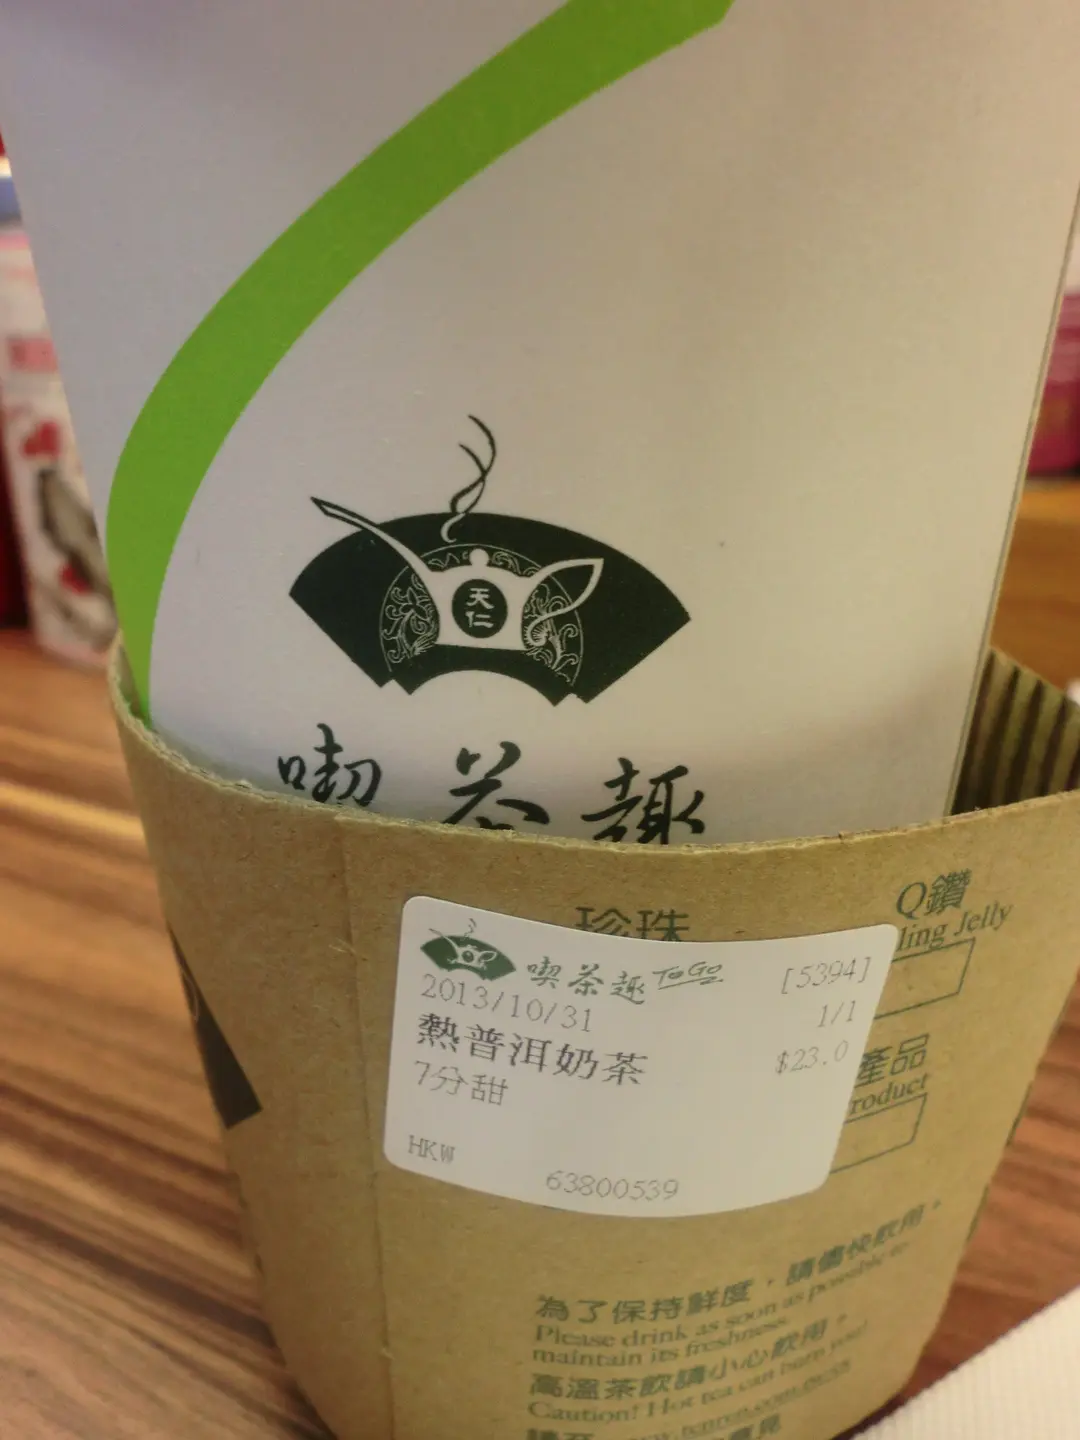 天仁
喫茶趣
珍珠
Q鑽
ling Jelly
喫茶趣 ToGo [5394]
2013/10/31 1/1
熱普洱奶茶 $23.0
7分甜
產品
roduct
HKW
63800539
為了保持鮮度，請儘快飲用。
Please drink as soon as possible to
maintain its freshness.
高溫茶飲請小心飲用。
Caution! Hot tea can burn you!